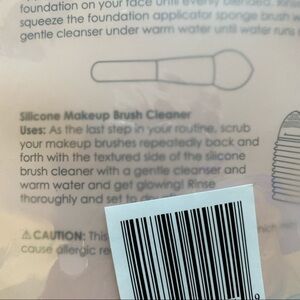 foundation on your face until evenly blended. Rinse
squeeze the foundation applicator sponge brush w
gentle cleanser under warm water until water runs
Silicone Makeup Brush Cleaner
Uses: As the last step in your routine, scrub
your makeup brushes repeatedly back and
forth with the textured side of the silicone
brush cleaner with a gentle cleanser and
warm water and get glowing! Rinse
thoroughly and set to
⚠CAUTION: This
cause allergic